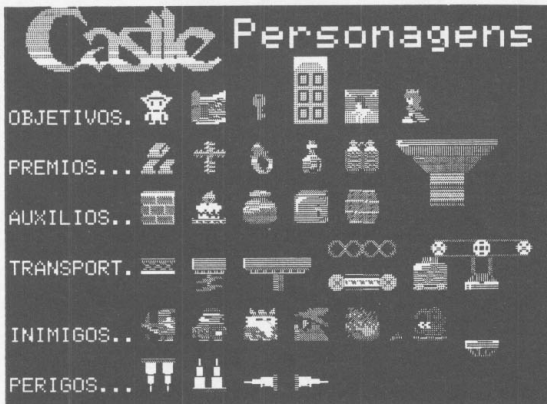 Castle Personagens
OBJETIVOS.
PREMIOS...
AUXILIOS..
TRANSPORT.
INIMIGOS...
PERIGOS...